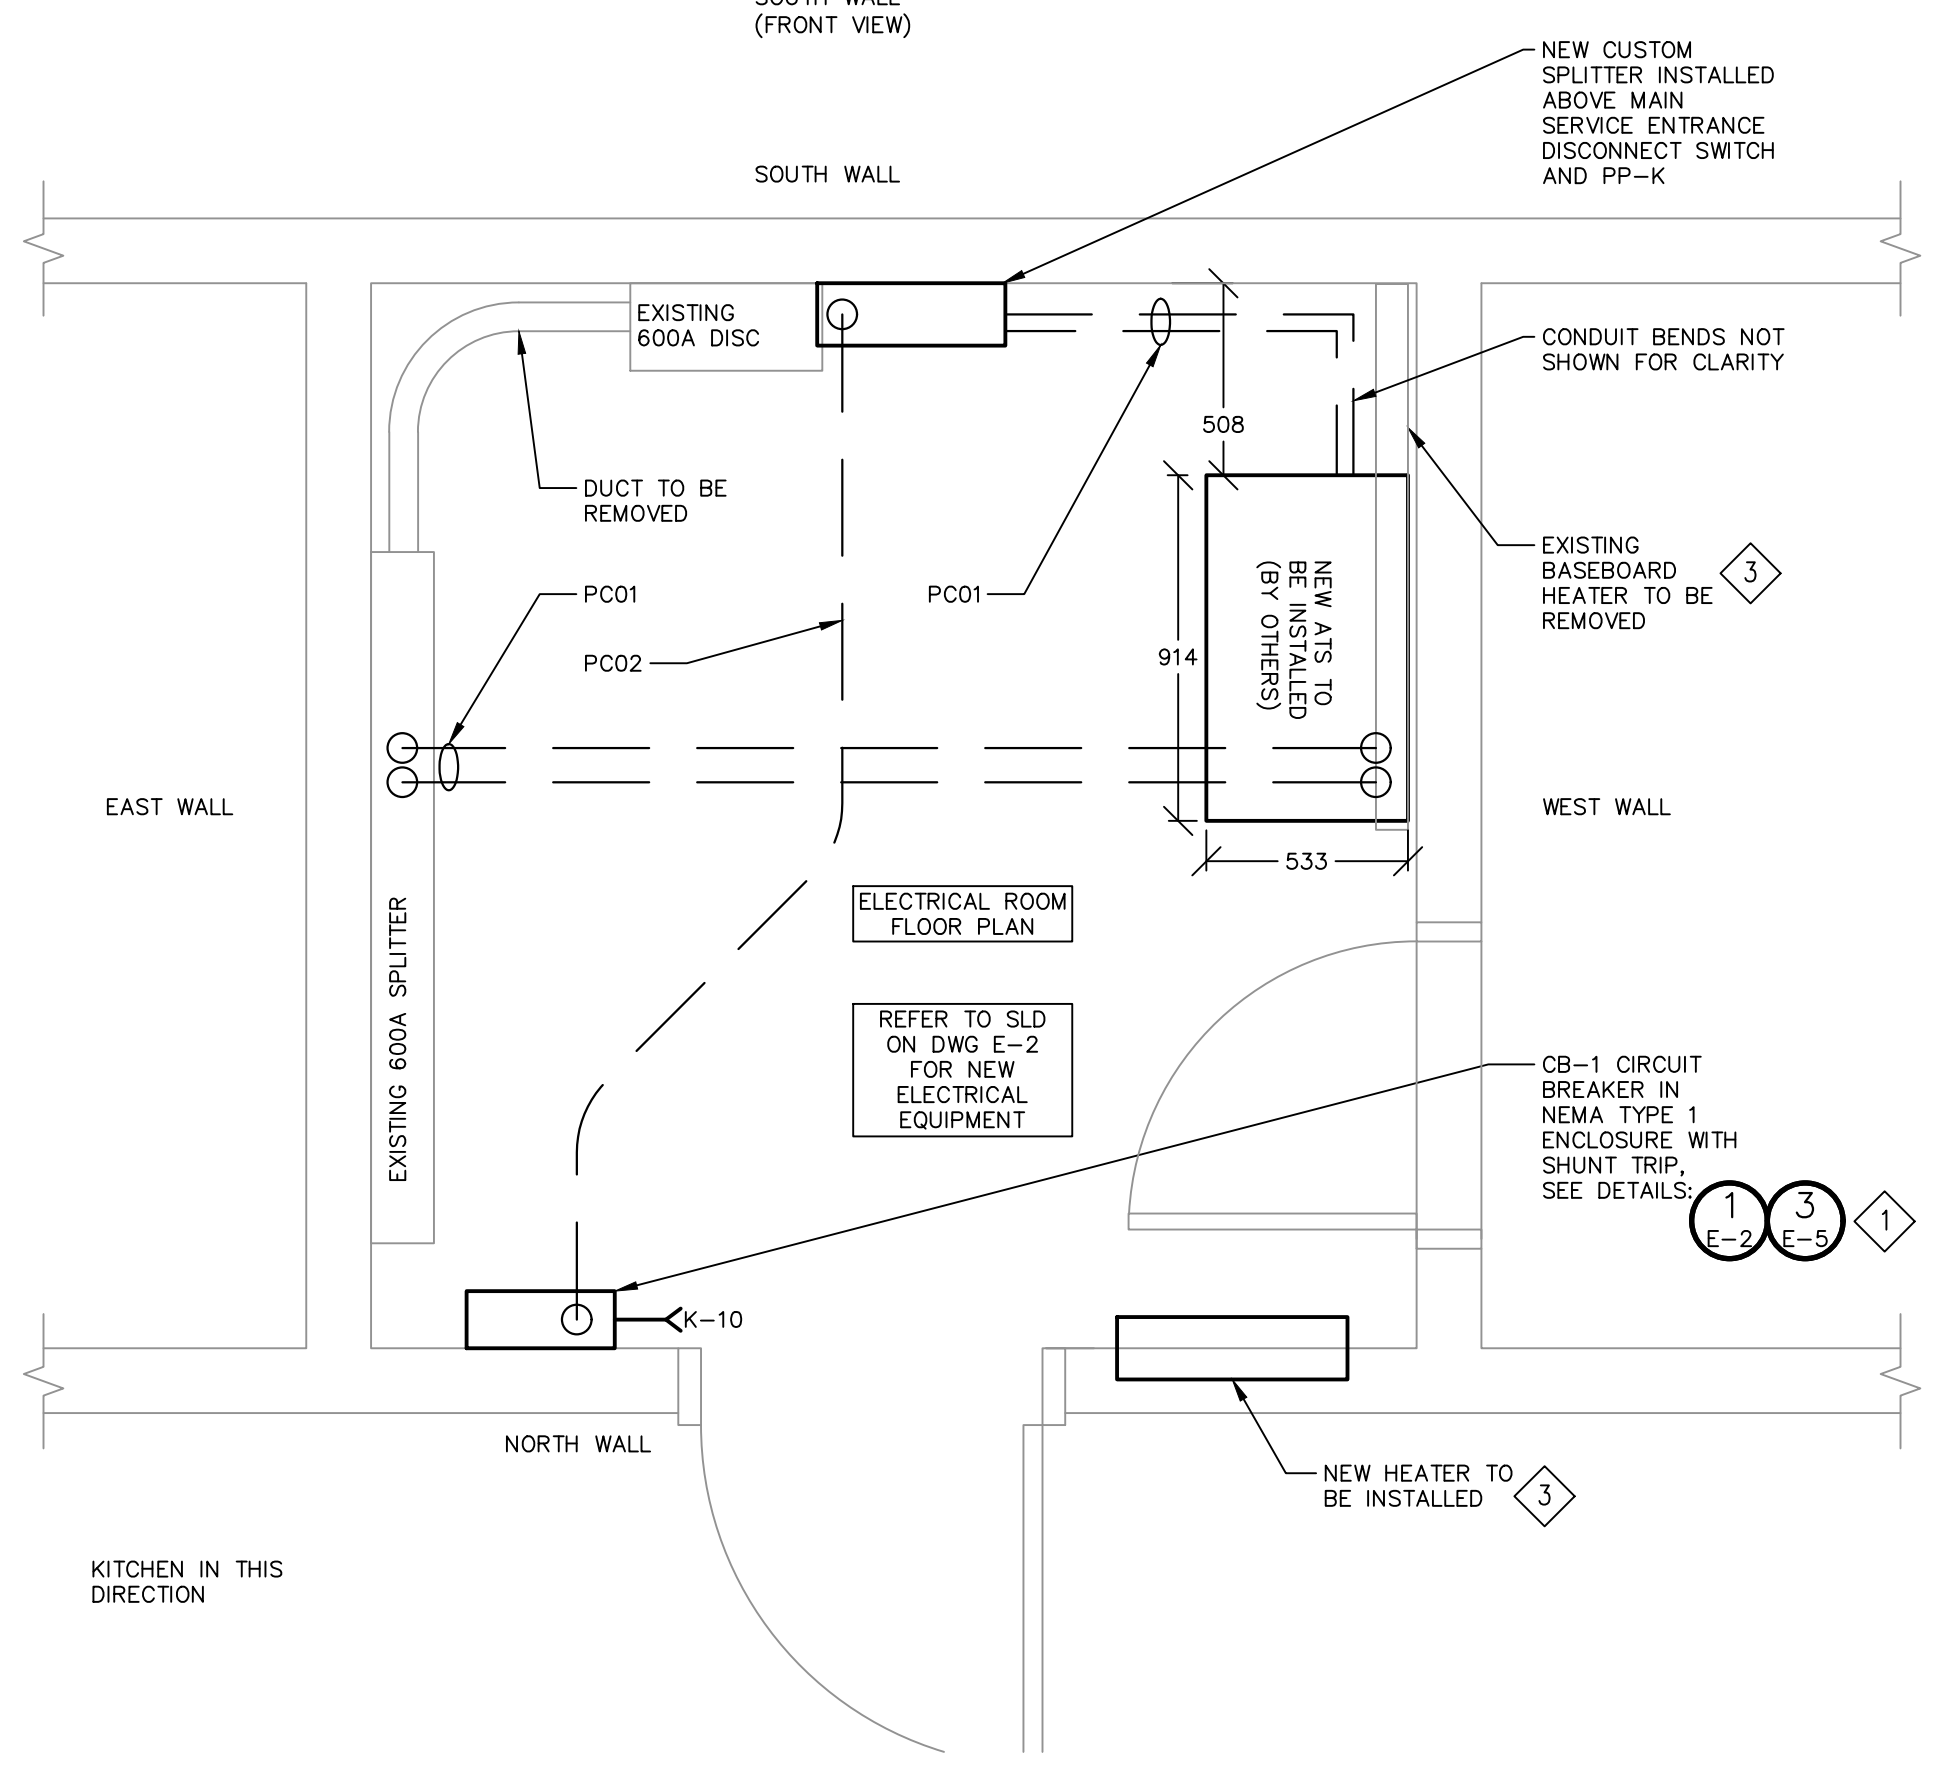 SOUTH WALL
(FRONT VIEW)
NEW CUSTOM
SPLITTER INSTALLED
ABOVE MAIN
SERVICE ENTRANCE
DISCONNECT SWITCH
AND PP-K
SOUTH WALL
EXISTING
600A DISC
CONDUIT BENDS NOT
SHOWN FOR CLARITY
508
DUCT TO BE
REMOVED
EXISTING
BASEBOARD
HEATER TO BE
REMOVED
3
PC01
PC01
PC02
NEW ATS TO
BE INSTALLED
(BY OTHERS)
914
EAST WALL
WEST WALL
533
EXISTING 600A SPLITTER
ELECTRICAL ROOM
FLOOR PLAN
REFER TO SLD
ON DWG E-2
FOR NEW
ELECTRICAL
EQUIPMENT
CB-1 CIRCUIT
BREAKER IN
NEMA TYPE 1
ENCLOSURE WITH
SHUNT TRIP,
SEE DETAILS:
1
E-2
3
E-5
1
K-10
NORTH WALL
NEW HEATER TO
BE INSTALLED
3
KITCHEN IN THIS
DIRECTION